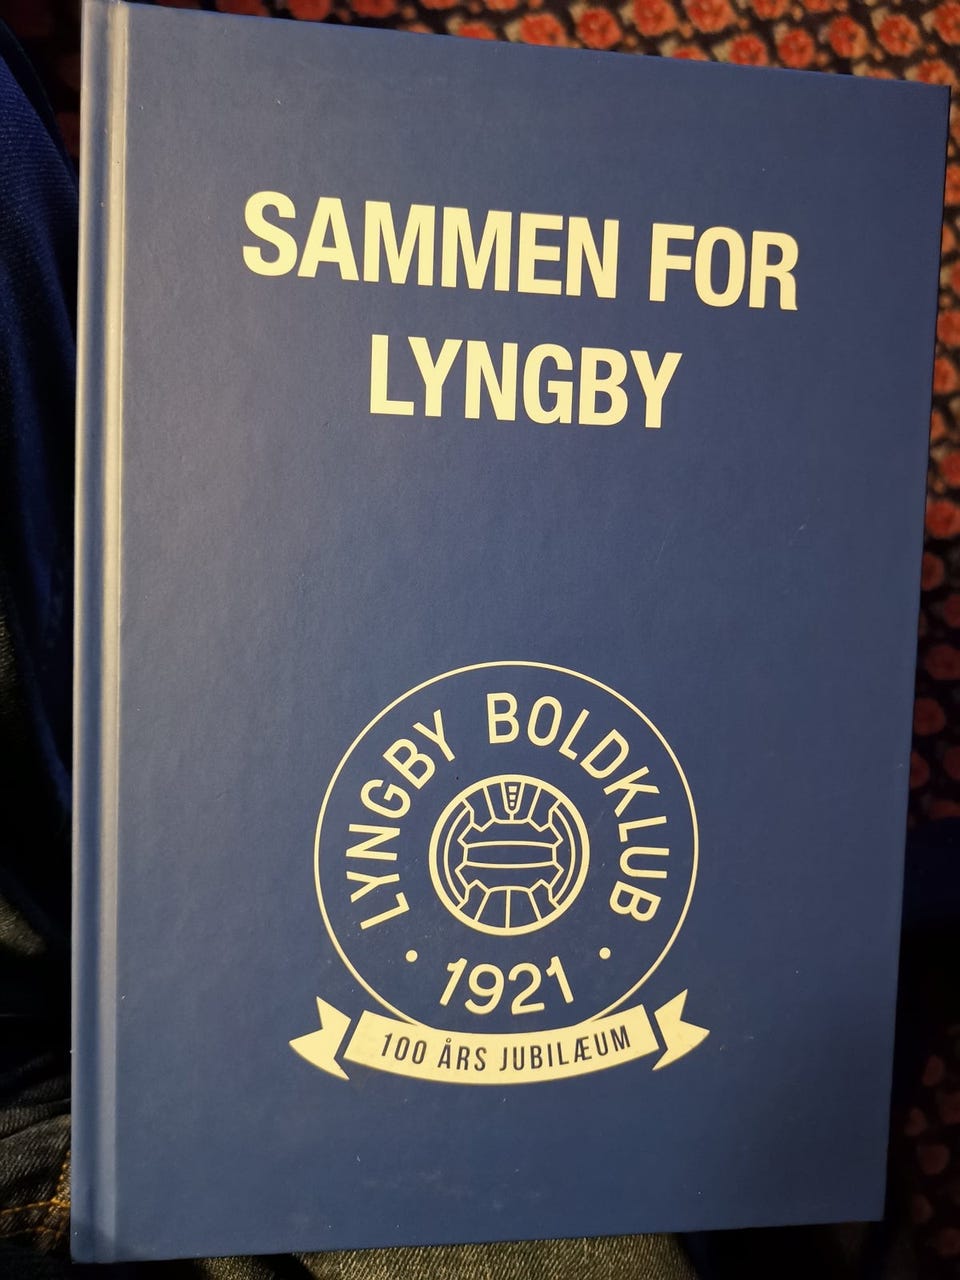 SAMMEN FOR
LYNGBY
LYNGBY BOLDKLUB
• 1921 •
100 ÅRS JUBILÆUM